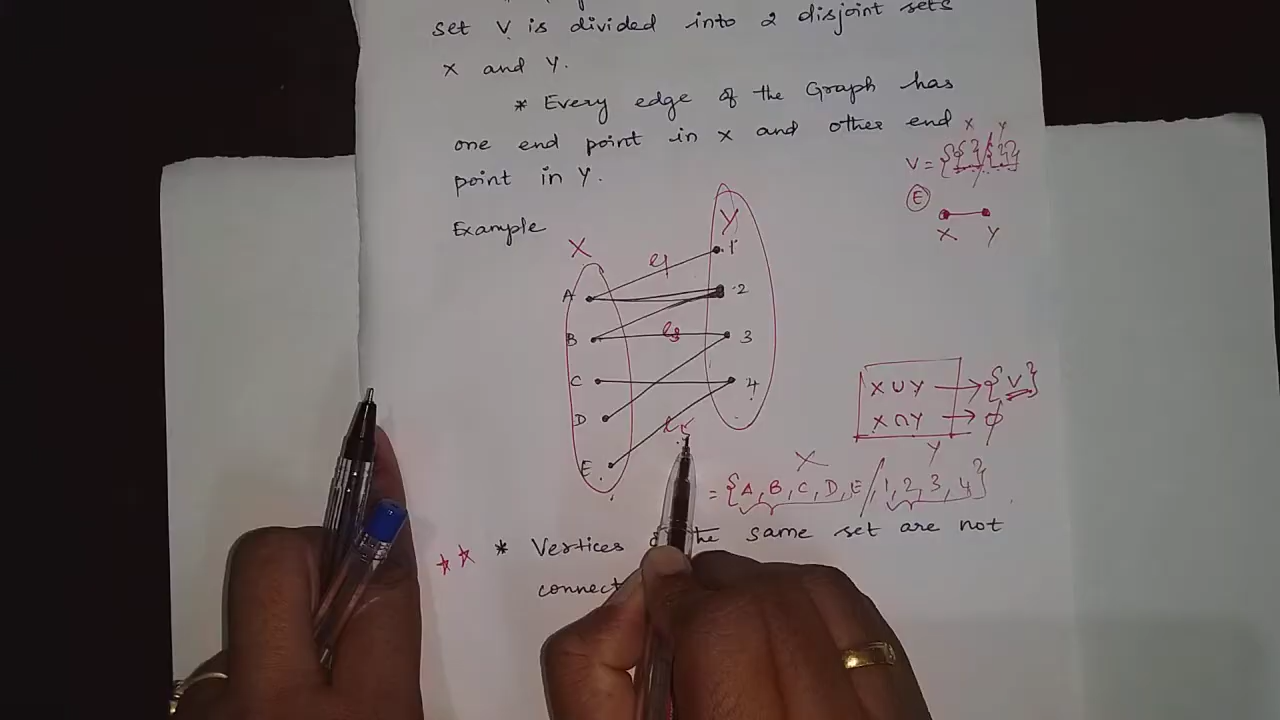 set V is divided into 2 disjoint sets
X and Y.
* Every edge of the Graph has
one end point in X and other end
point in Y.
X Y
V = {{ }/{ }}
E
X Y
Example
X
Y
A
B
C
D
E
1
2
3
4
e1
X ∪ Y → {V}
X ∩ Y → ϕ
X Y
= {A, B, C, D, E / 1, 2, 3, 4}
* Vertices the same set are not